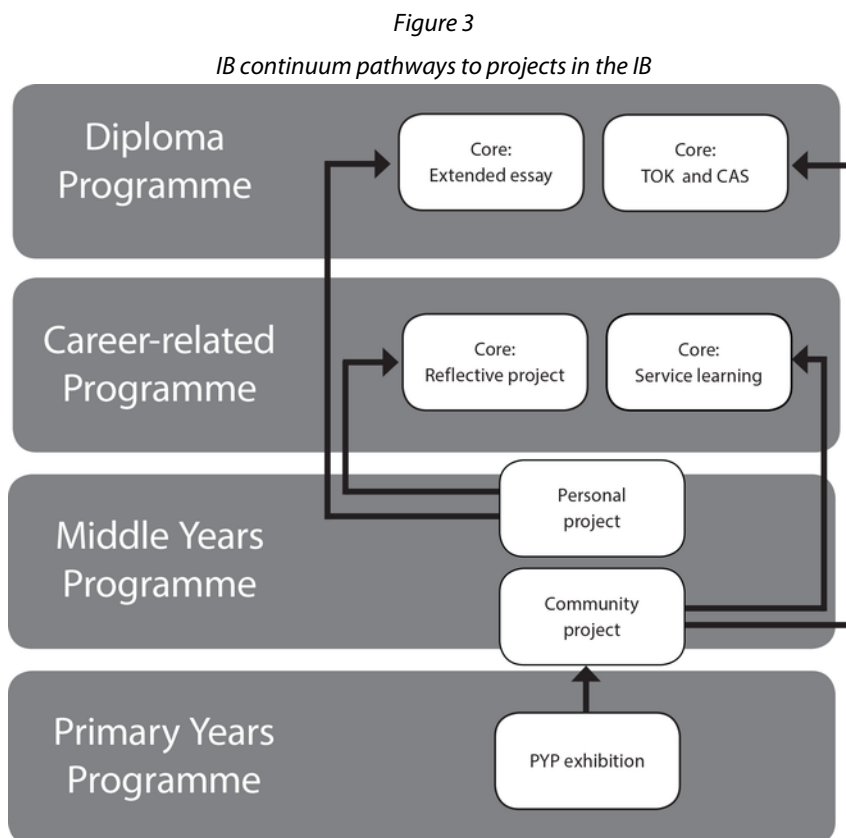 Figure 3
IB continuum pathways to projects in the IB
Diploma
Programme
Core:
Extended essay
Core:
TOK and CAS
Career-related
Programme
Core:
Reflective project
Core:
Service learning
Middle Years
Programme
Personal
project
Community
project
Primary Years
Programme
PYP exhibition